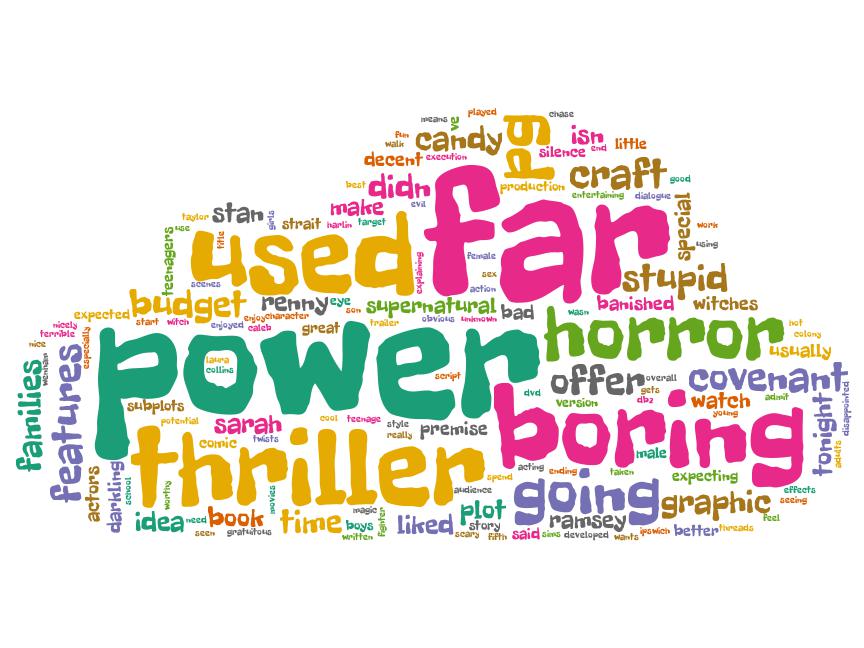 played
chase
means
ve
pg
fun
walk
candy
isn
silence
end
little
decent
execution
craft
good
best
didn
production
entertaining
dialogue
evil
far
taylor
stan
girls
strait
make
harlin
target
special
work
using
use
teenagers
title
used
explaining
female
sex
action
scenes
stupid
budget
renny
eye
son
supernatural
bad
wasn
banished
witches
expected
start
witch
enjoyed
enjoycharacter
caleb
great
trailer
obvious
unknown
nicely
terrible
nice
especially
power
horror
hot
colony
usually
laura
collins
script
families
wenham
features
offer
overall
gets
covenant
dvd
version
dbz
watch
young
admit
subplots
potential
sarah
cool
teenage
style
really
premise
boring
tonight
disappointed
adults
comic
twists
thriller
acting
ending
taken
male
expecting
spend
audience
actors
darkling
school
worthy
movies
going
graphic
effects
seeing
idea
need
book
seen
gratuitous
time
magic
boys
written
fighter
liked
plot
story
scary
fifth
said
sims
ramsey
developed
wants
ipswich
better
threads
feel